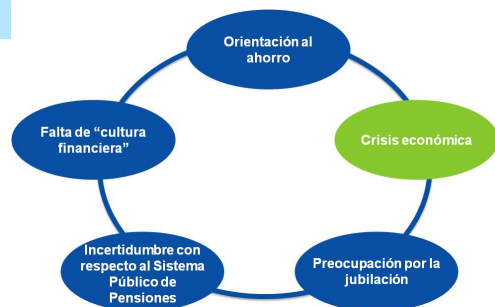 Orientación al
ahorro
Crisis económica
Preocupación por la
jubilación
Incertidumbre con
respecto al Sistema
Público de
Pensiones
Falta de “cultura
financiera”